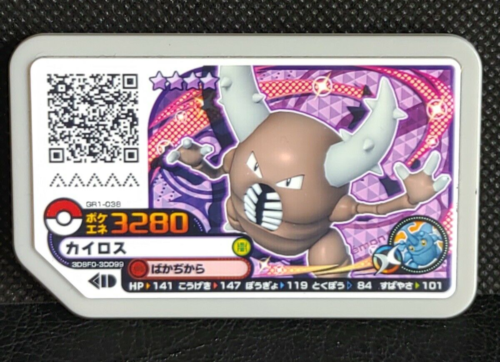 GR1-038
ポケエネ 3280
カイロス
3D9FD-3DD99
ばかぢから
HP 141 こうげき 147 ぼうぎょ 119 とくぼう 84 すばやさ 101